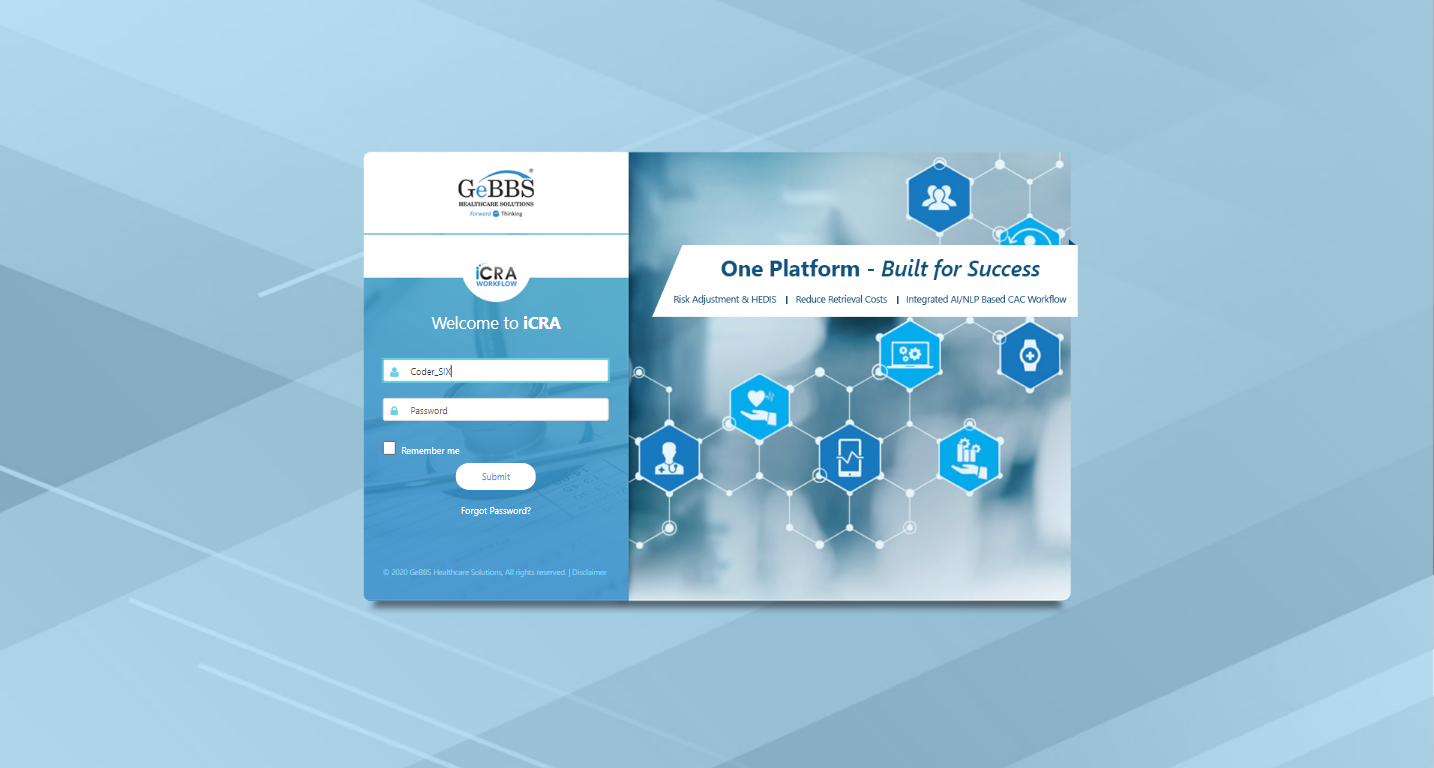 GeBBS®
HEALTHCARE SOLUTIONS
Forward Thinking
iCRA
WORKFLOW
Welcome to iCRA
Coder_SIX
Password
Remember me
Submit
Forgot Password?
© 2020 GeBBS Healthcare Solutions, All rights reserved. | Disclaimer
One Platform - Built for Success
Risk Adjustment & HEDIS | Reduce Retrieval Costs | Integrated AI/NLP Based CAC Workflow